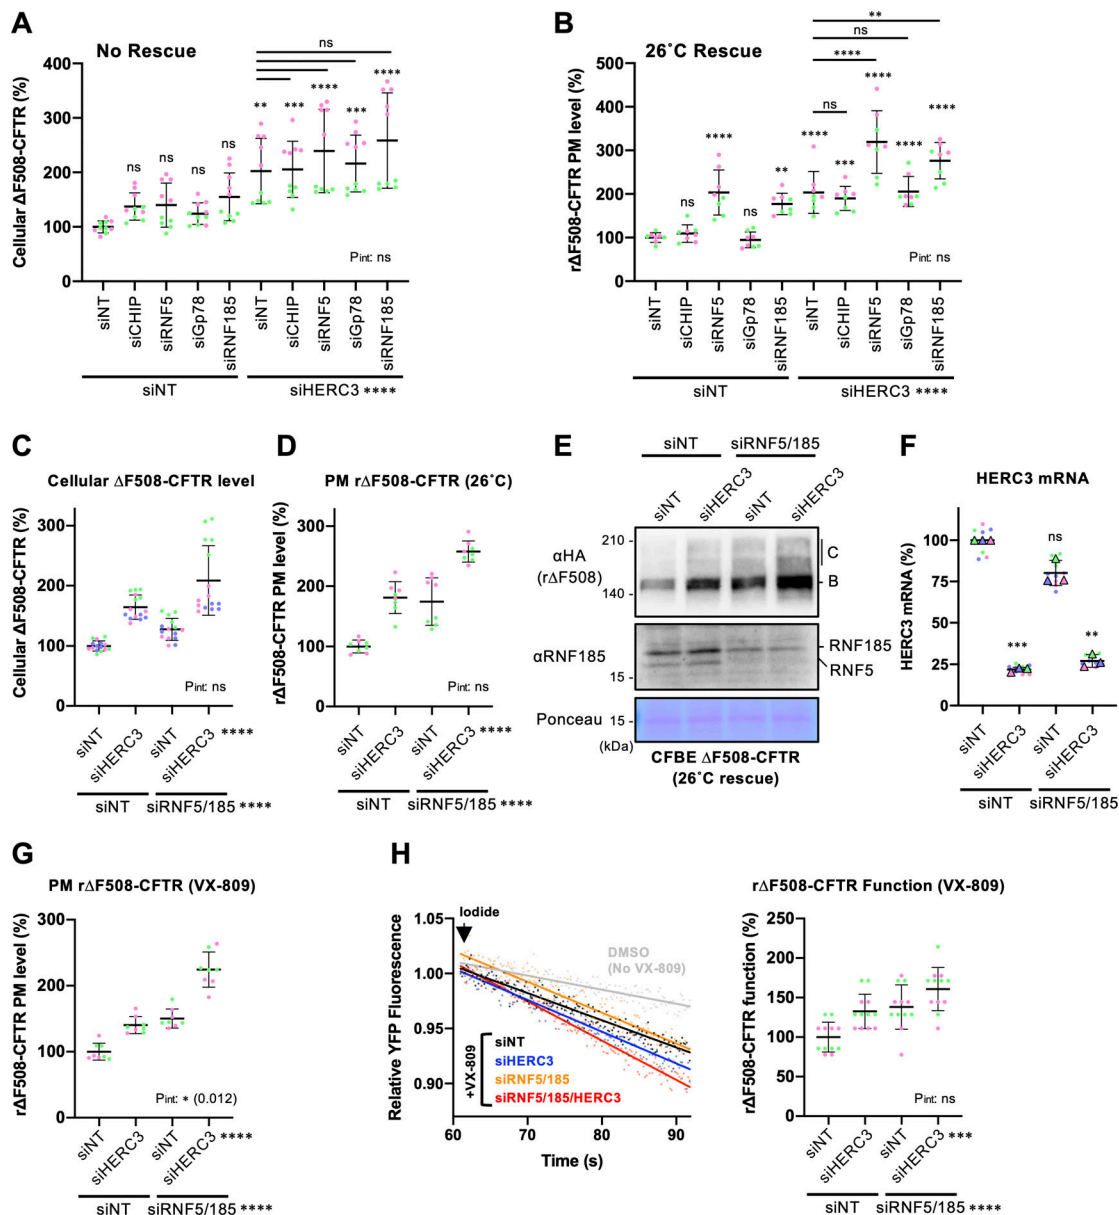 A
No Rescue
Cellular ΔF508-CFTR (%)
400
300
200
100
0
ns
ns
ns
ns
**
***
****
***
****
ns
Pint: ns
siNT
siCHIP
siRNF5
siGp78
siRNF185
siNT
siCHIP
siRNF5
siGp78
siRNF185
siNT
siHERC3 ****
B
26˚C Rescue
rΔF508-CFTR PM level (%)
500
400
300
200
100
0
ns
****
ns
**
****
***
****
****
****
ns
****
ns
**
Pint: ns
siNT
siCHIP
siRNF5
siGp78
siRNF185
siNT
siCHIP
siRNF5
siGp78
siRNF185
siNT
siHERC3 ****
C
Cellular ΔF508-CFTR level
Cellular ΔF508-CFTR (%)
300
200
100
0
Pint: ns
siNT
siHERC3
siNT
siHERC3 ****
siNT
siRNF5/185 ****
D
PM rΔF508-CFTR (26˚C)
rΔF508-CFTR PM level (%)
300
200
100
0
Pint: ns
siNT
siHERC3
siNT
siHERC3 ****
siNT
siRNF5/185 ****
E
siNT
siRNF5/185
siNT
siHERC3
siNT
siHERC3
αHA
(rΔF508)
210
140
C
B
αRNF185
15
RNF185
RNF5
Ponceau
15
(kDa)
CFBE ΔF508-CFTR
(26˚C rescue)
F
HERC3 mRNA
HERC3 mRNA (%)
100
75
50
25
0
***
ns
**
siNT
siHERC3
siNT
siHERC3
siNT
siRNF5/185
G
PM rΔF508-CFTR (VX-809)
rΔF508-CFTR PM level (%)
300
200
100
0
Pint: * (0.012)
siNT
siHERC3
siNT
siHERC3 ****
siNT
siRNF5/185 ****
H
Relative YFP Fluorescence
1.05
1.00
0.95
0.90
Iodide
DMSO
(No VX-809)
+VX-809
siNT
siHERC3
siRNF5/185
siRNF5/185/HERC3
60
70
80
90
Time (s)
rΔF508-CFTR Function (VX-809)
rΔF508-CFTR function (%)
250
200
150
100
50
0
Pint: ns
siNT
siHERC3
siNT
siHERC3 ***
siNT
siRNF5/185 ****